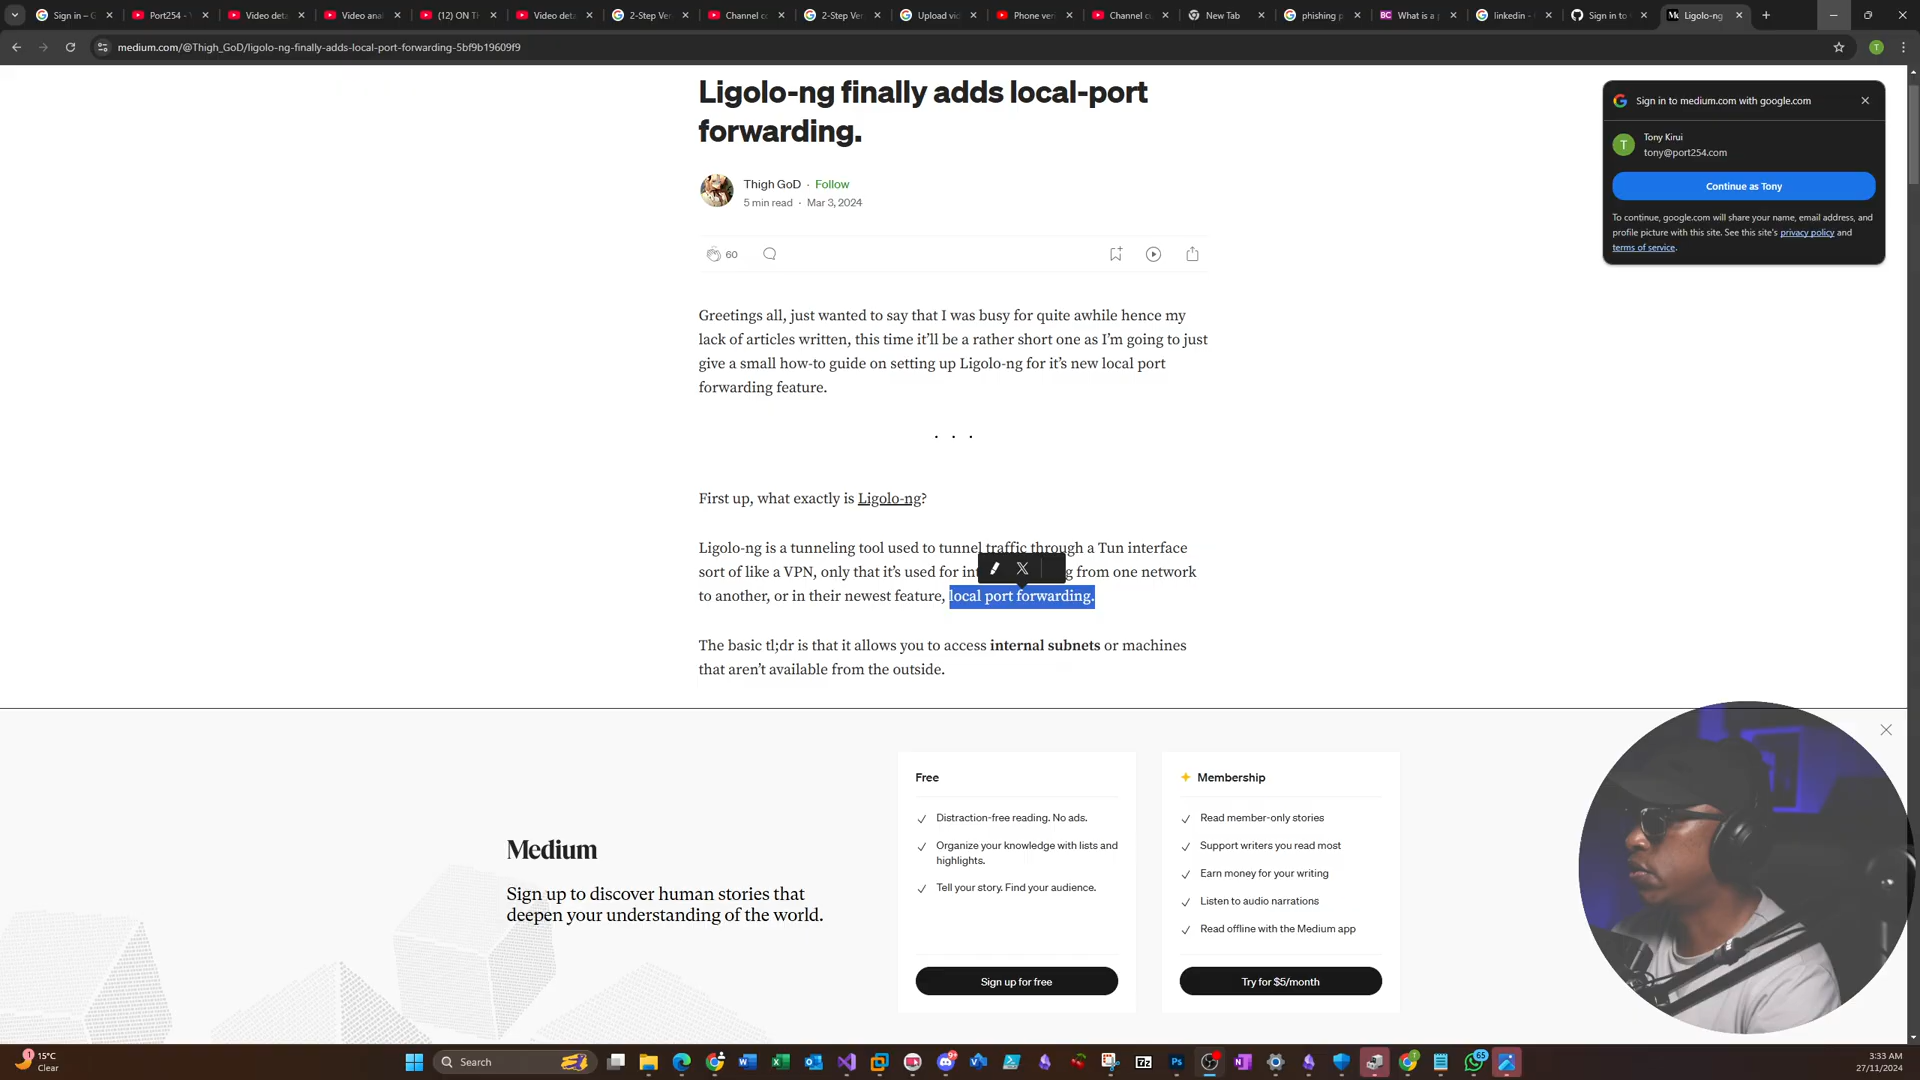 Sign in – G
Port254 - Y
Video deta
Video anal
(12) ON TH
Video deta
2-Step Ver
Channel co
2-Step Ver
Upload vid
Phone veri
Channel cu
New Tab
phishing p
What is a p
linkedin -
Sign in to
Ligolo-ng
medium.com/@Thigh_GoD/ligolo-ng-finally-adds-local-port-forwarding-5bf9b19609f9
Ligolo-ng finally adds local-port
forwarding.
Thigh GoD · Follow
5 min read · Mar 3, 2024
60
Greetings all, just wanted to say that I was busy for quite awhile hence my
lack of articles written, this time it’ll be a rather short one as I’m going to just
give a small how-to guide on setting up Ligolo-ng for it’s new local port
forwarding feature.
· · ·
First up, what exactly is Ligolo-ng?
Ligolo-ng is a tunneling tool used to tunnel traffic through a Tun interface
sort of like a VPN, only that it’s used for int g from one network
to another, or in their newest feature, local port forwarding.
The basic tl;dr is that it allows you to access internal subnets or machines
that aren’t available from the outside.
Sign in to medium.com with google.com
T
Tony Kirui
tony@port254.com
Continue as Tony
To continue, google.com will share your name, email address, and
profile picture with this site. See this site's privacy policy and
terms of service.
Medium
Sign up to discover human stories that
deepen your understanding of the world.
Free
Distraction-free reading. No ads.
Organize your knowledge with lists and
highlights.
Tell your story. Find your audience.
Sign up for free
Membership
Read member-only stories
Support writers you read most
Earn money for your writing
Listen to audio narrations
Read offline with the Medium app
Try for $5/month
15°C
Clear
Search
65
3:33 AM
27/11/2024